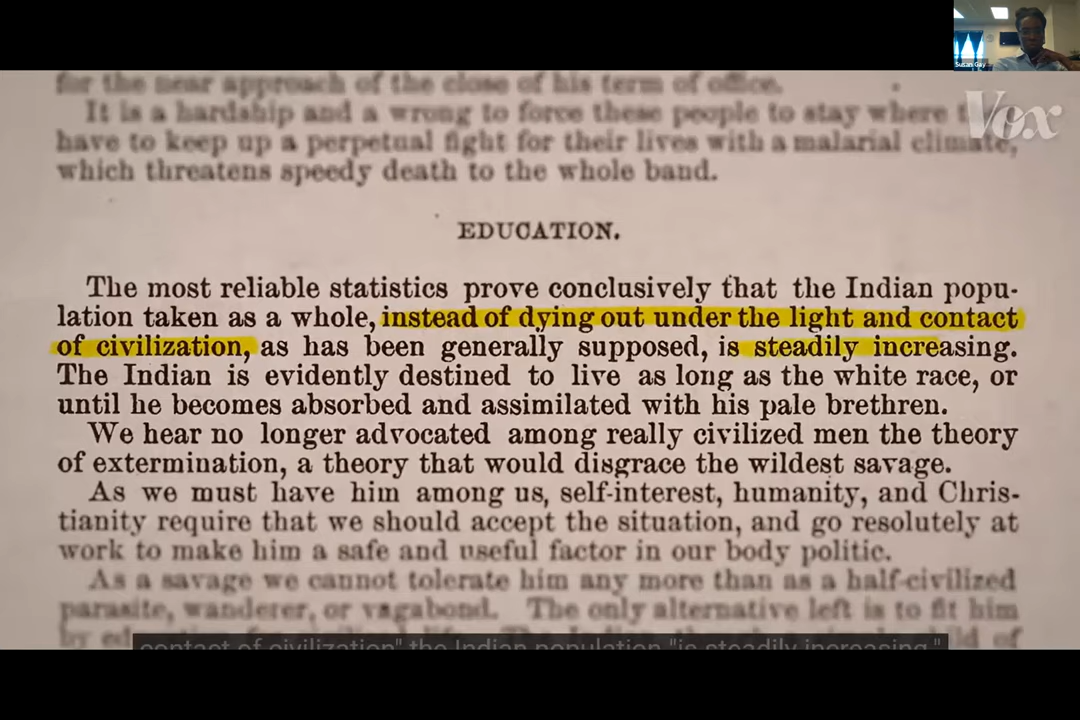 Susan Gay
Vox
for the near approach of the close of his term of office.
It is a hardship and a wrong to force these people to stay where
have to keep up a perpetual fight for their lives with a malarial climate,
which threatens speedy death to the whole band.
EDUCATION.
The most reliable statistics prove conclusively that the Indian popu-
lation taken as a whole, instead of dying out under the light and contact
of civilization, as has been generally supposed, is steadily increasing.
The Indian is evidently destined to live as long as the white race, or
until he becomes absorbed and assimilated with his pale brethren.
We hear no longer advocated among really civilized men the theory
of extermination, a theory that would disgrace the wildest savage.
As we must have him among us, self-interest, humanity, and Chris-
tianity require that we should accept the situation, and go resolutely at
work to make him a safe and useful factor in our body politic.
As a savage we cannot tolerate him any more than as a half-civilized
parasite, wanderer, or vagabond. The only alternative left is to fit him
by
contact of civilization" the Indian population "is steadily increasing."